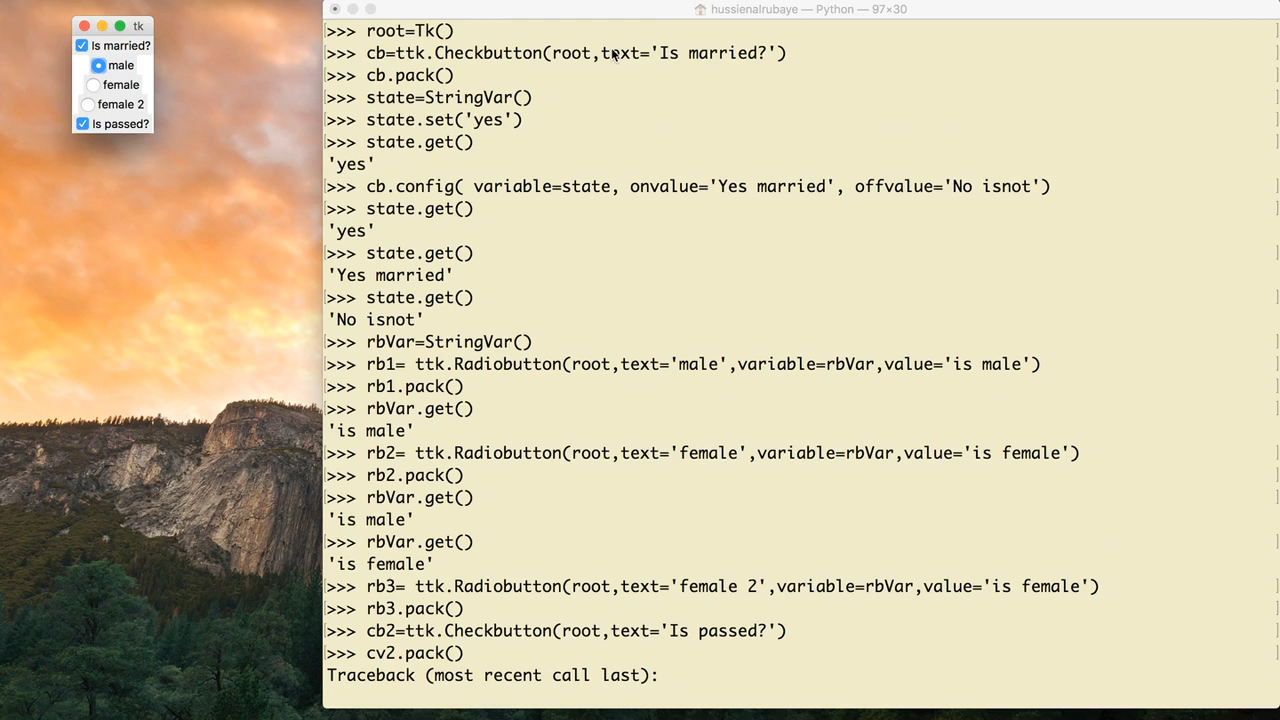 tk
Is married?
male
female
female 2
Is passed?
hussienalrubaye — Python — 97×30
>>> root=Tk()
>>> cb=ttk.Checkbutton(root,text='Is married?')
>>> cb.pack()
>>> state=StringVar()
>>> state.set('yes')
>>> state.get()
'yes'
>>> cb.config( variable=state, onvalue='Yes married', offvalue='No isnot')
>>> state.get()
'yes'
>>> state.get()
'Yes married'
>>> state.get()
'No isnot'
>>> rbVar=StringVar()
>>> rb1= ttk.Radiobutton(root,text='male',variable=rbVar,value='is male')
>>> rb1.pack()
>>> rbVar.get()
'is male'
>>> rb2= ttk.Radiobutton(root,text='female',variable=rbVar,value='is female')
>>> rb2.pack()
>>> rbVar.get()
'is male'
>>> rbVar.get()
'is female'
>>> rb3= ttk.Radiobutton(root,text='female 2',variable=rbVar,value='is female')
>>> rb3.pack()
>>> cb2=ttk.Checkbutton(root,text='Is passed?')
>>> cv2.pack()
Traceback (most recent call last):